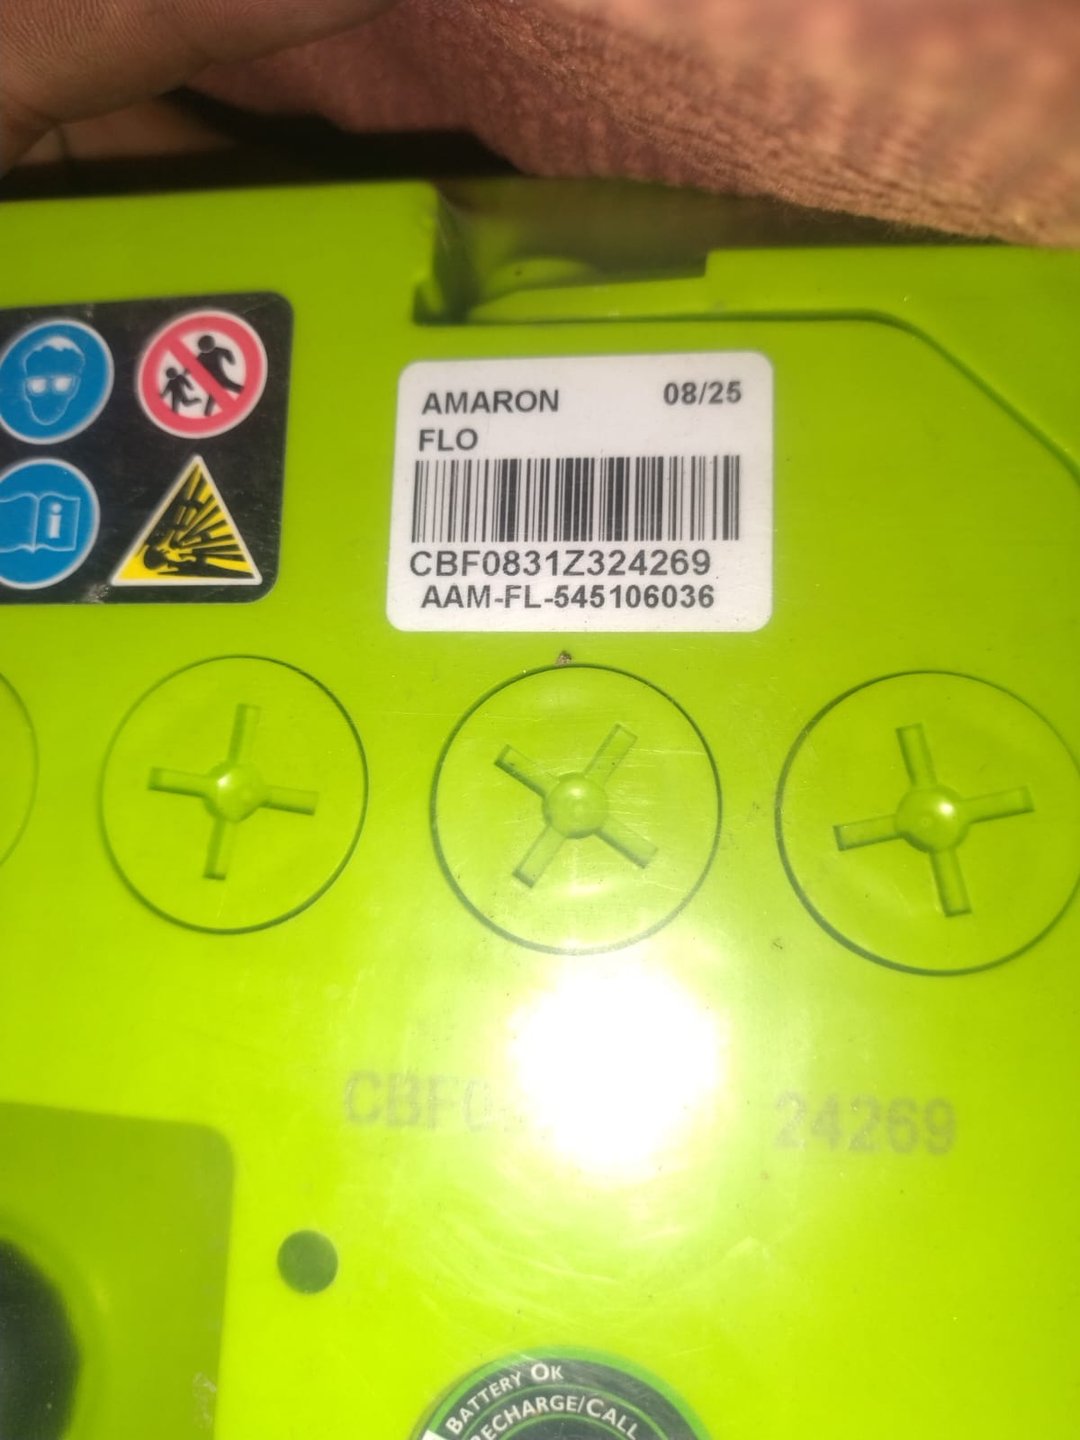 AMARON 08/25
FLO
CBF0831Z324269
AAM-FL-545106036
CBF0 24269
BATTERY OK
RECHARGE/CALL